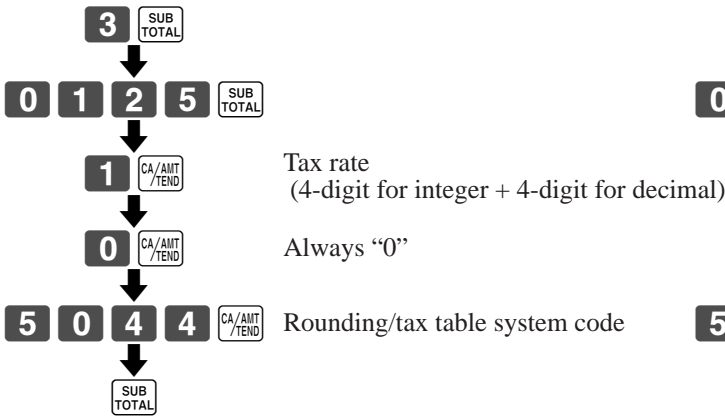 3 SUB TOTAL
0 1 2 5 SUB TOTAL 0
1 CA/AMT /TEND Tax rate
(4-digit for integer + 4-digit for decimal)
0 CA/AMT /TEND Always “0”
5 0 4 4 CA/AMT /TEND Rounding/tax table system code 5
SUB TOTAL